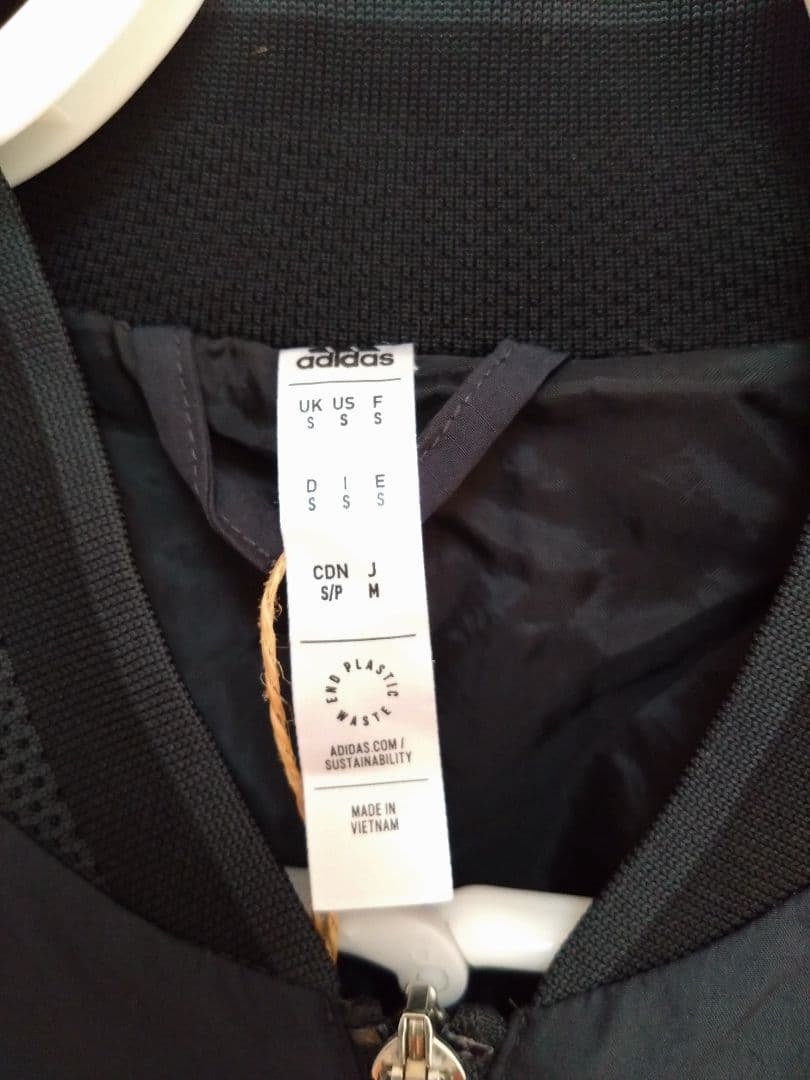 adidas
UK US F
S S S
D I E
S S S
CDN J
S/P M
END PLASTIC WASTE
ADIDAS.COM/
SUSTAINABILITY
MADE IN
VIETNAM